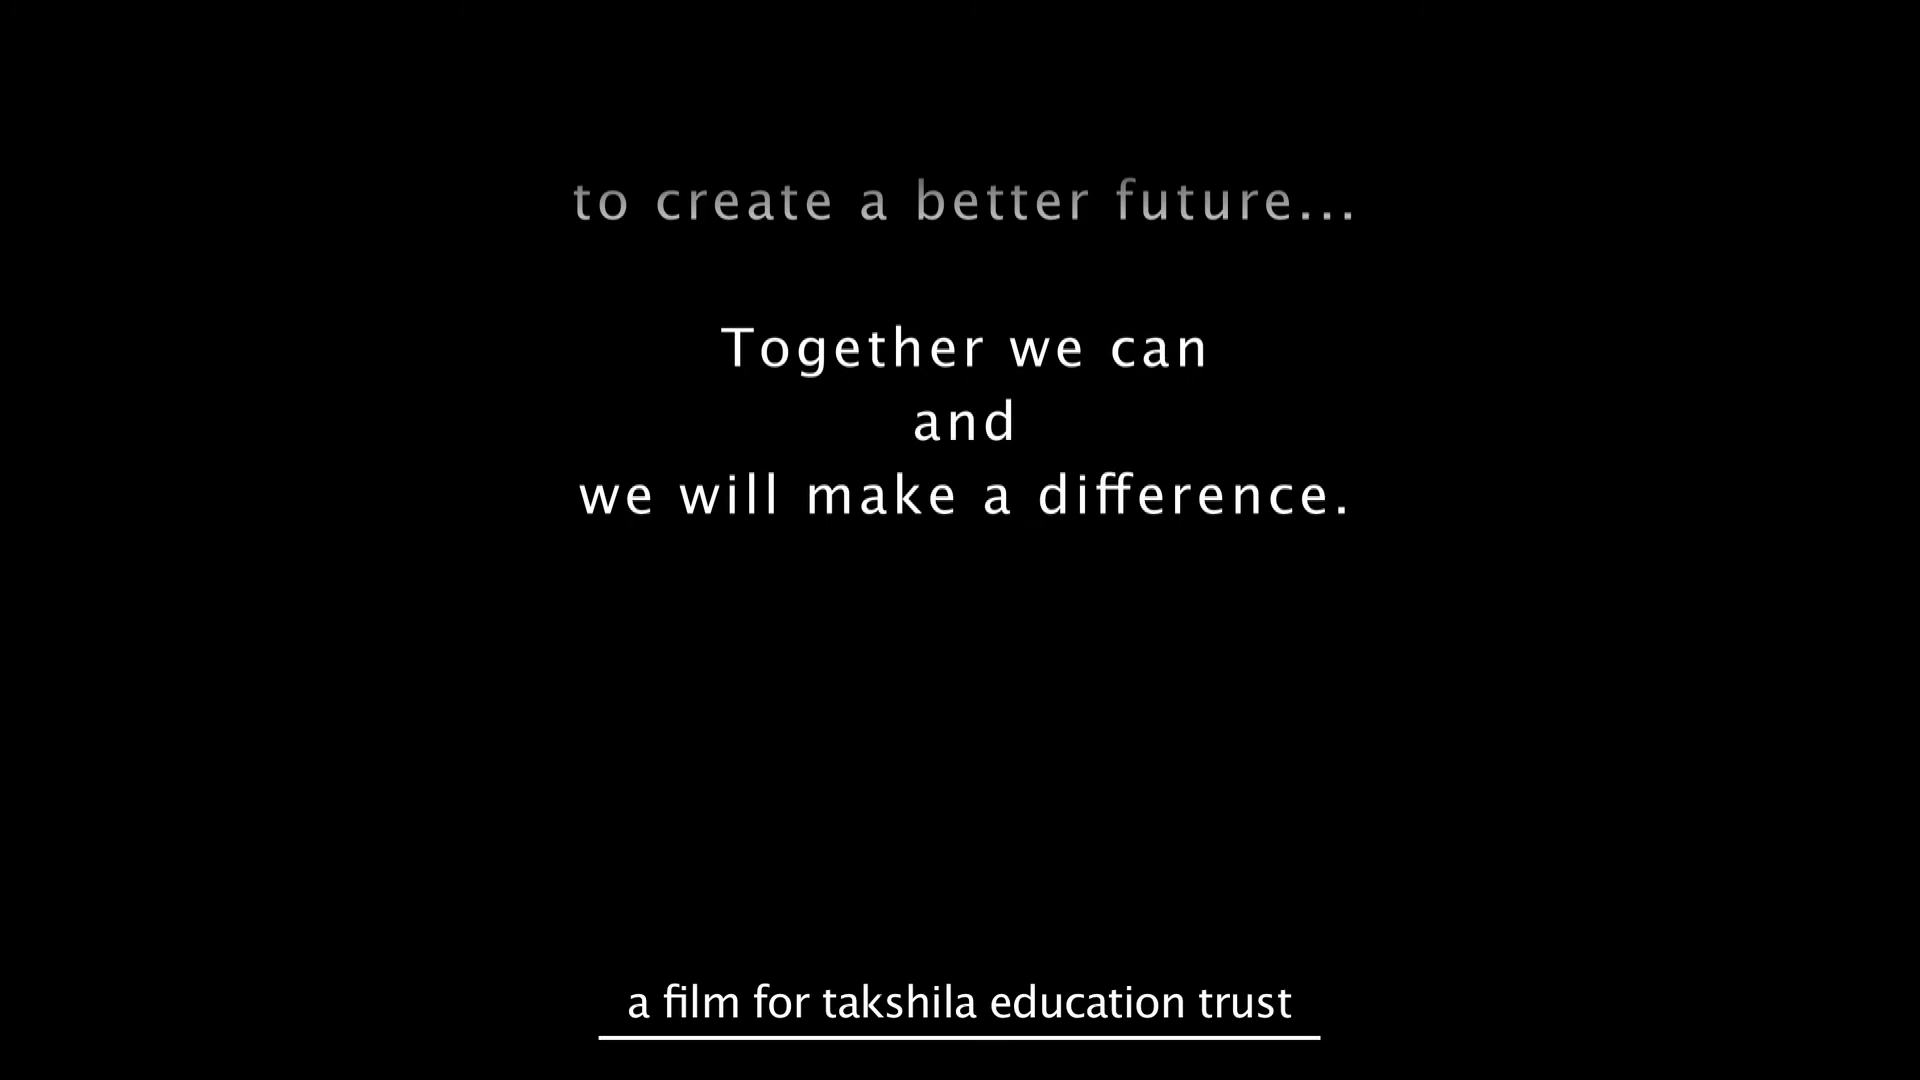 to create a better future...
Together we can
and
we will make a difference.
a film for takshila education trust